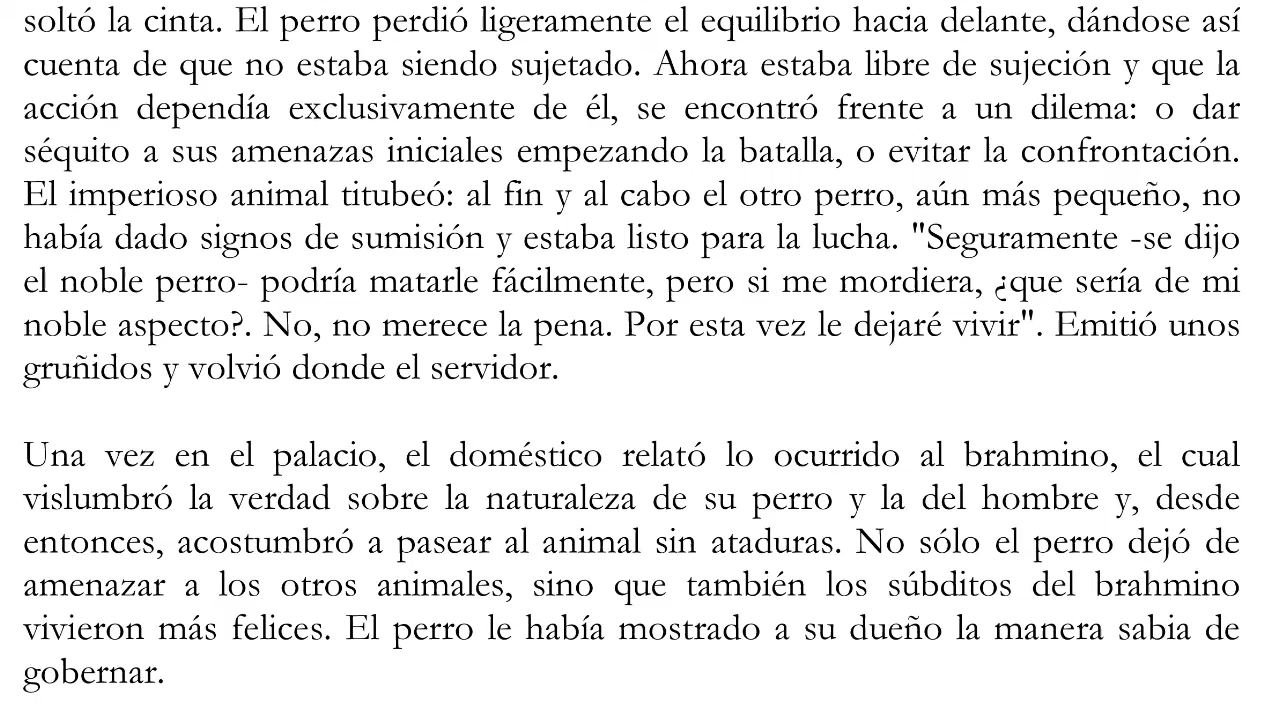 soltó la cinta. El perro perdió ligeramente el equilibrio hacia delante, dándose así
cuenta de que no estaba siendo sujetado. Ahora estaba libre de sujeción y que la
acción dependía exclusivamente de él, se encontró frente a un dilema: o dar
séquito a sus amenazas iniciales empezando la batalla, o evitar la confrontación.
El imperioso animal titubeó: al fin y al cabo el otro perro, aún más pequeño, no
había dado signos de sumisión y estaba listo para la lucha. "Seguramente -se dijo
el noble perro- podría matarle fácilmente, pero si me mordiera, ¿que sería de mi
noble aspecto?. No, no merece la pena. Por esta vez le dejaré vivir". Emitió unos
gruñidos y volvió donde el servidor.
Una vez en el palacio, el doméstico relató lo ocurrido al brahmino, el cual
vislumbró la verdad sobre la naturaleza de su perro y la del hombre y, desde
entonces, acostumbró a pasear al animal sin ataduras. No sólo el perro dejó de
amenazar a los otros animales, sino que también los súbditos del brahmino
vivieron más felices. El perro le había mostrado a su dueño la manera sabia de
gobernar.